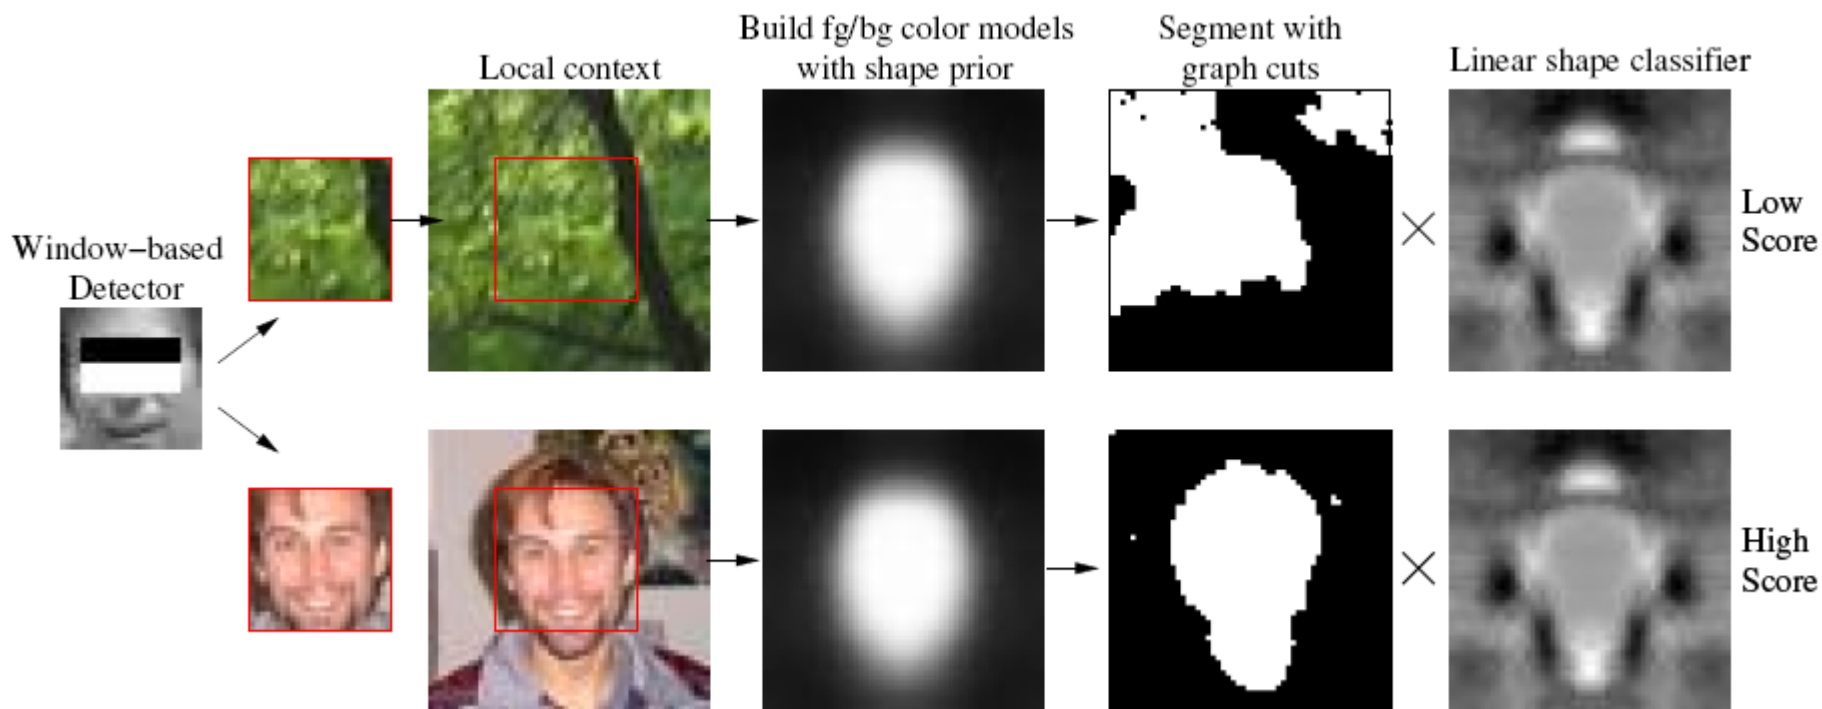 Window-based
Detector
Local context
Build fg/bg color models
with shape prior
Segment with
graph cuts
Linear shape classifier
Low
Score
High
Score